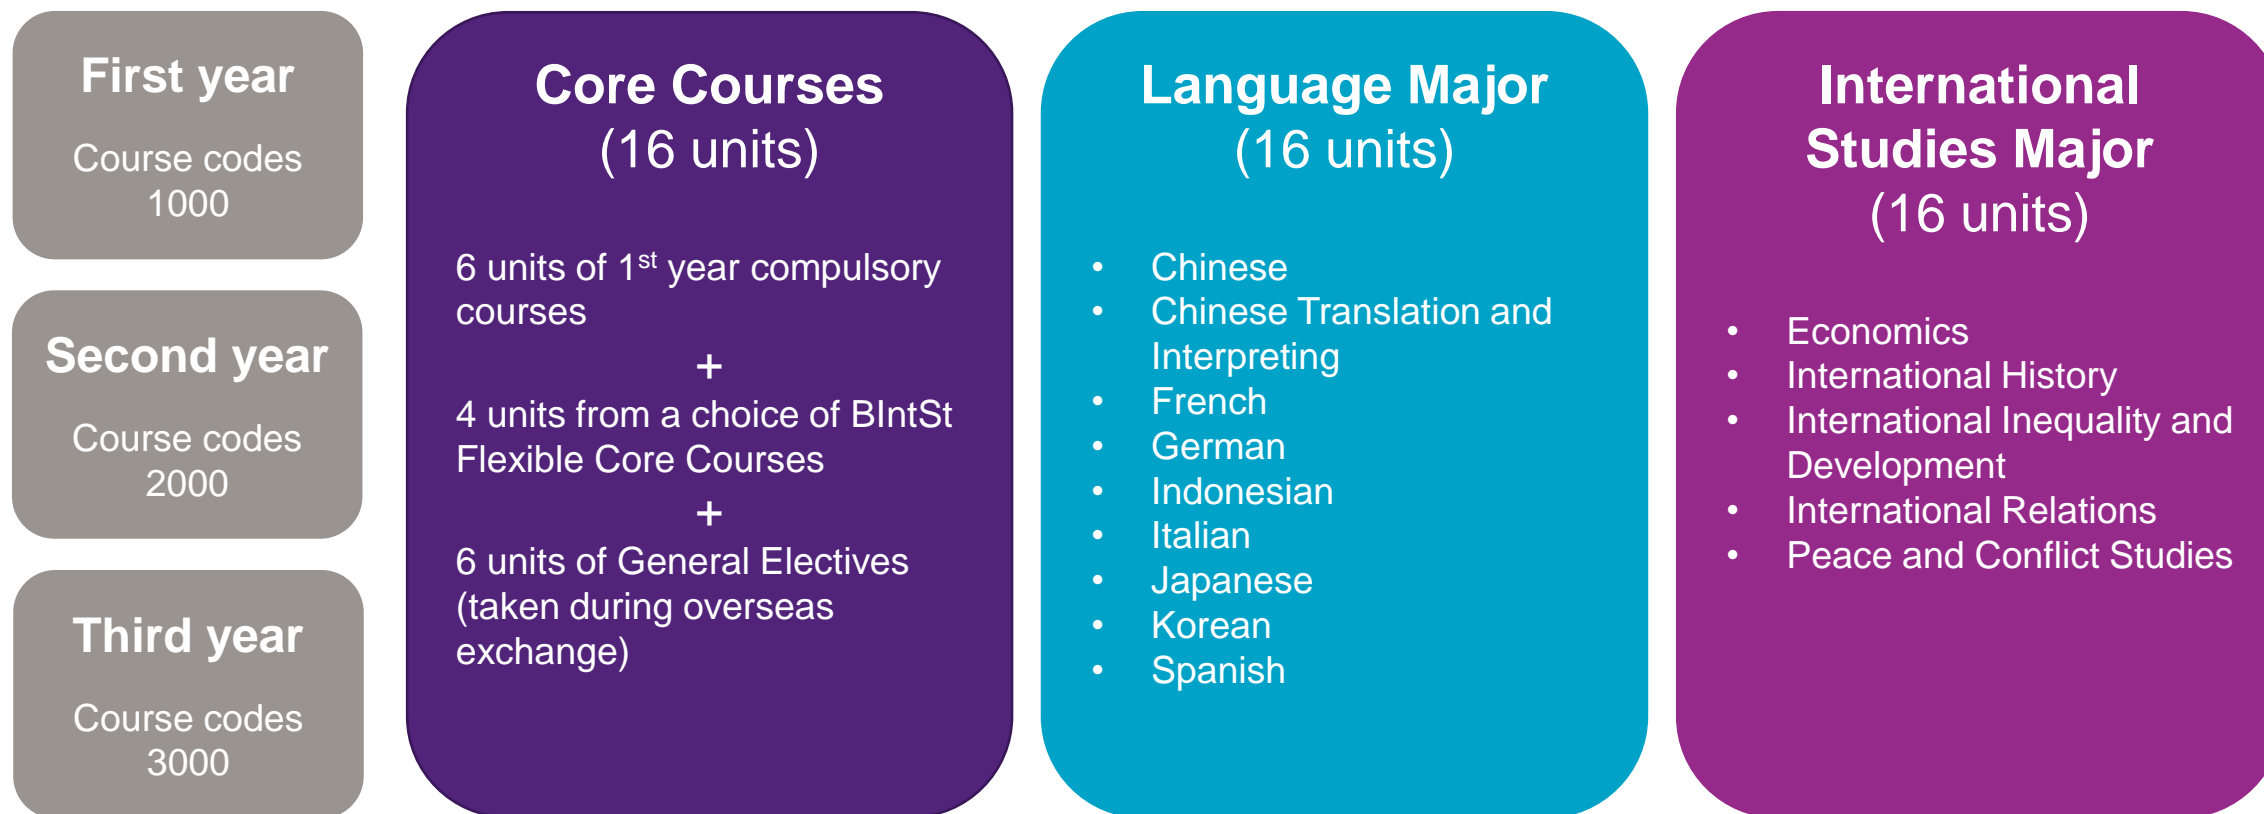 First year
Course codes
1000
Second year
Course codes
2000
Third year
Course codes
3000
Core Courses
(16 units)
6 units of 1st year compulsory
courses
+
4 units from a choice of BIntSt
Flexible Core Courses
+
6 units of General Electives
(taken during overseas
exchange)
Language Major
(16 units)
• Chinese
• Chinese Translation and
Interpreting
• French
• German
• Indonesian
• Italian
• Japanese
• Korean
• Spanish
International
Studies Major
(16 units)
• Economics
• International History
• International Inequality and
Development
• International Relations
• Peace and Conflict Studies